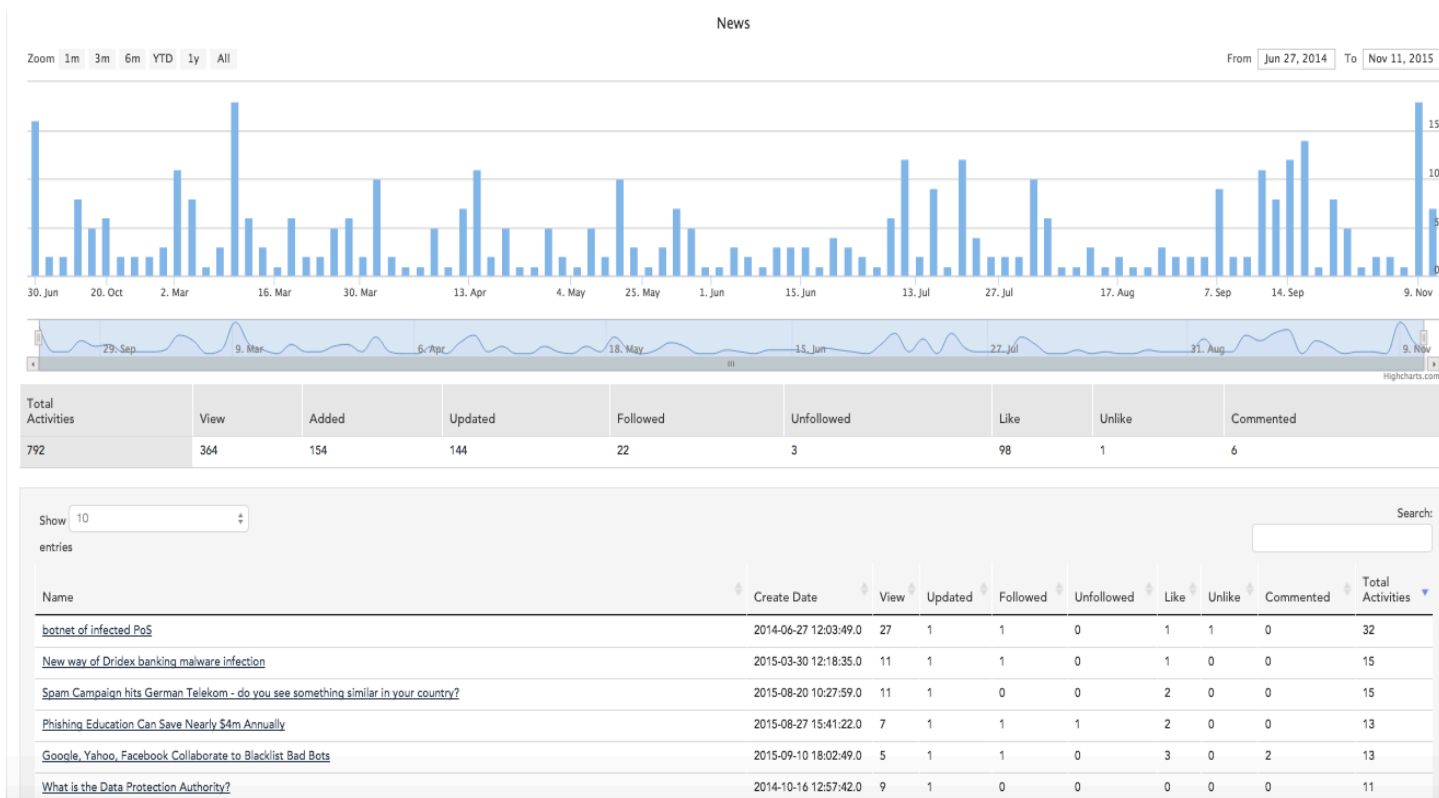 News
Zoom 1m 3m 6m YTD 1y All From Jun 27, 2014 To Nov 11, 2015
15
10
5
0
30. Jun 20. Oct 2. Mar 16. Mar 30. Mar 13. Apr 4. May 25. May 1. Jun 15. Jun 13. Jul 27. Jul 17. Aug 7. Sep 14. Sep 9. Nov
29. Sep 9. Mar 6. Apr 18. May 15. Jun 27. Jul 31. Aug 9. Nov
Highcharts.com
Total
Activities View Added Updated Followed Unfollowed Like Unlike Commented
792 364 154 144 22 3 98 1 6
Show 10 Search:
entries
Total
Name Create Date View Updated Followed Unfollowed Like Unlike Commented Activities
botnet of infected PoS 2014-06-27 12:03:49.0 27 1 1 0 1 1 0 32
New way of Dridex banking malware infection 2015-03-30 12:18:35.0 11 1 1 0 1 0 0 15
Spam Campaign hits German Telekom - do you see something similar in your country? 2015-08-20 10:27:59.0 11 1 0 0 2 0 0 15
Phishing Education Can Save Nearly $4m Annually 2015-08-27 15:41:22.0 7 1 1 1 2 0 0 13
Google, Yahoo, Facebook Collaborate to Blacklist Bad Bots 2015-09-10 18:02:49.0 5 1 1 0 3 0 2 13
What is the Data Protection Authority? 2014-10-16 12:57:42.0 9 1 0 0 0 0 0 11